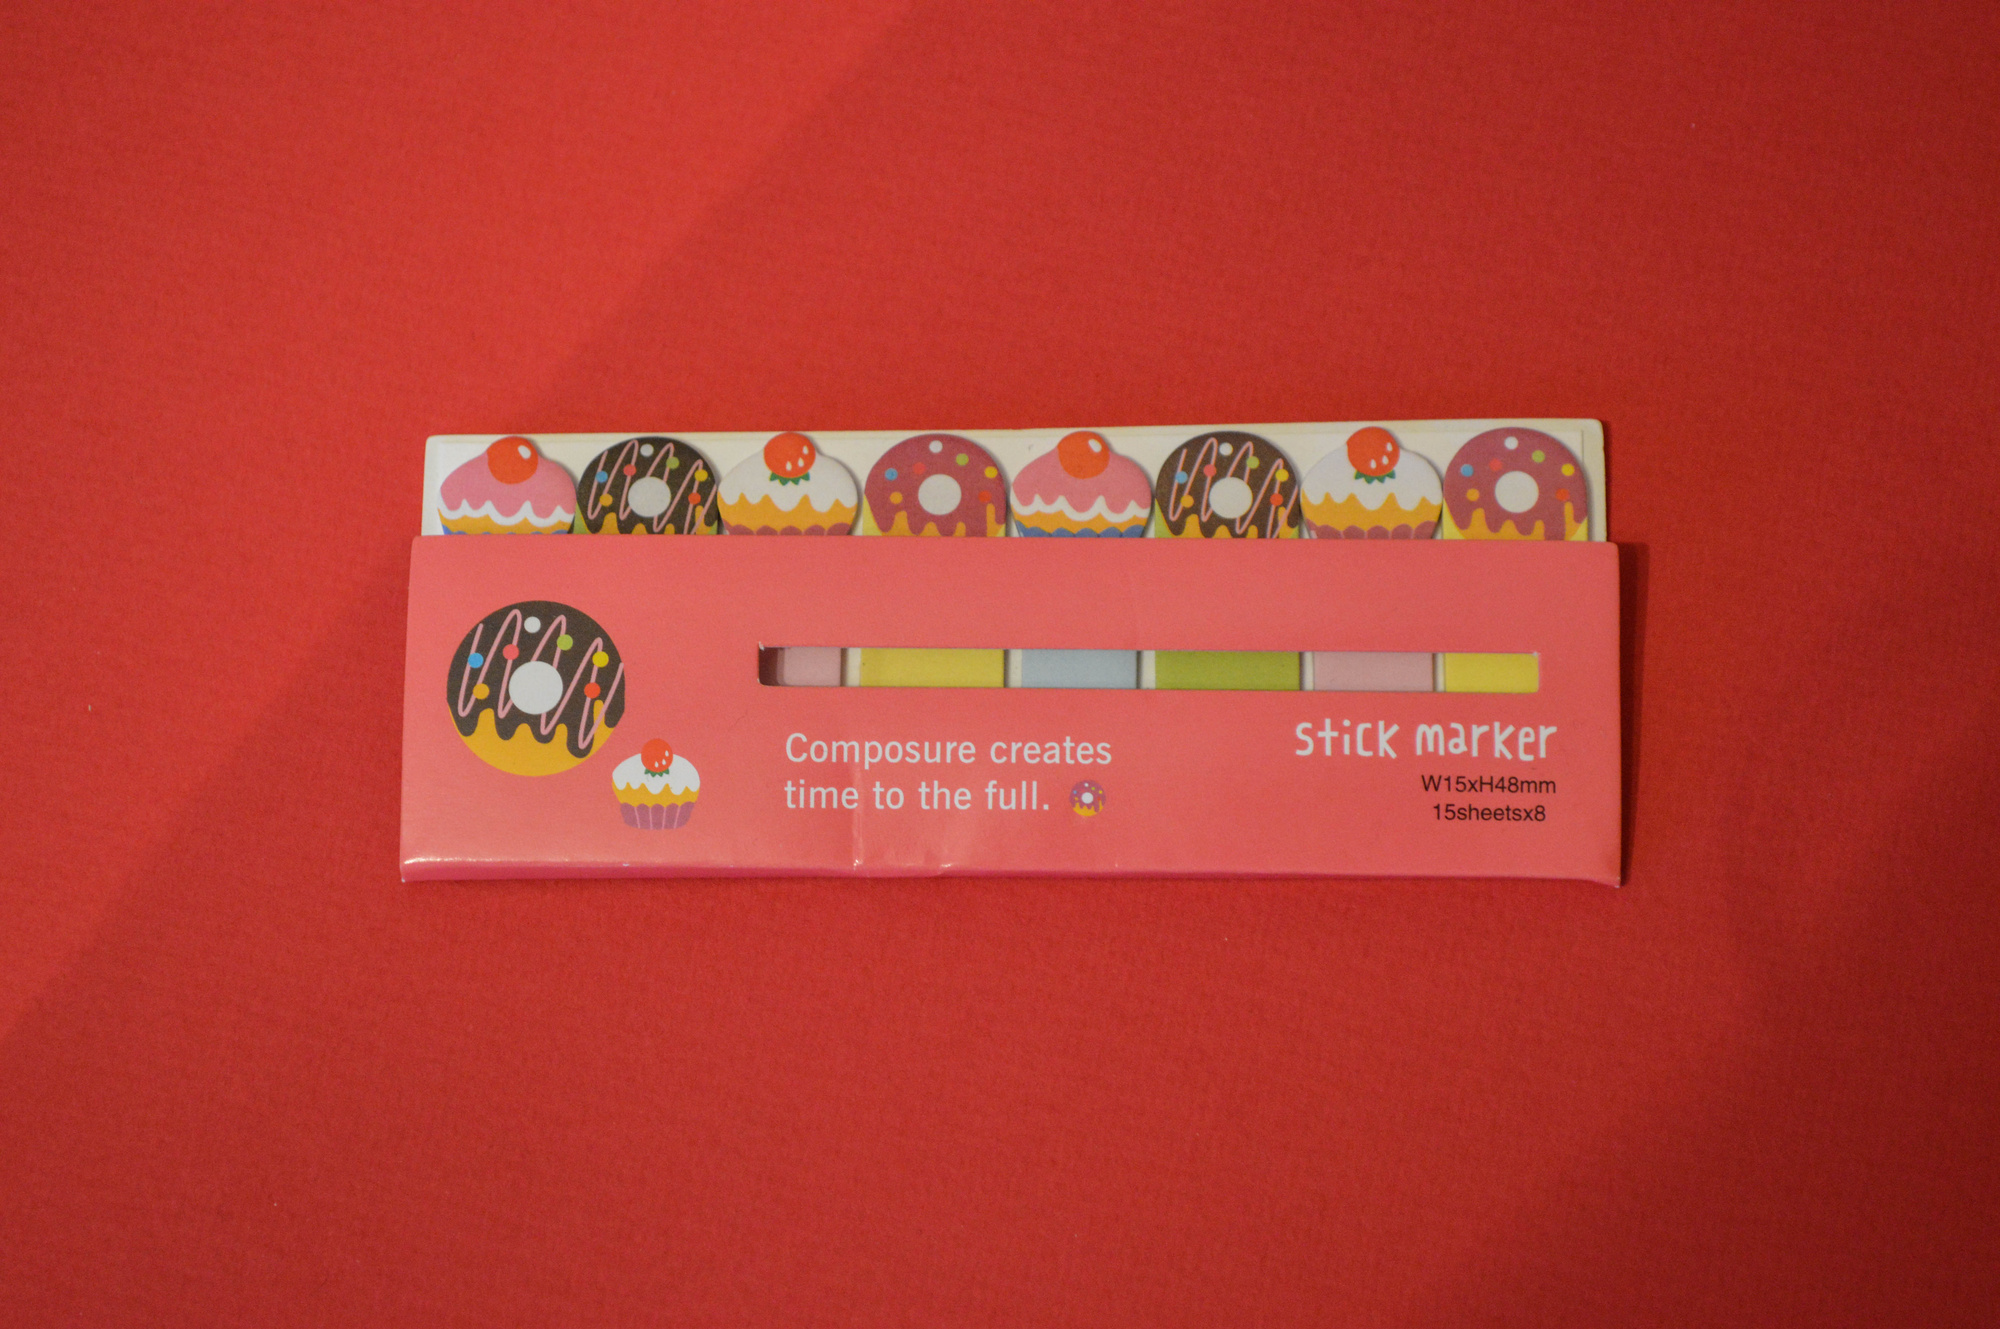 Composure creates
time to the full.
stick marker
W15xH48mm
15sheetsx8